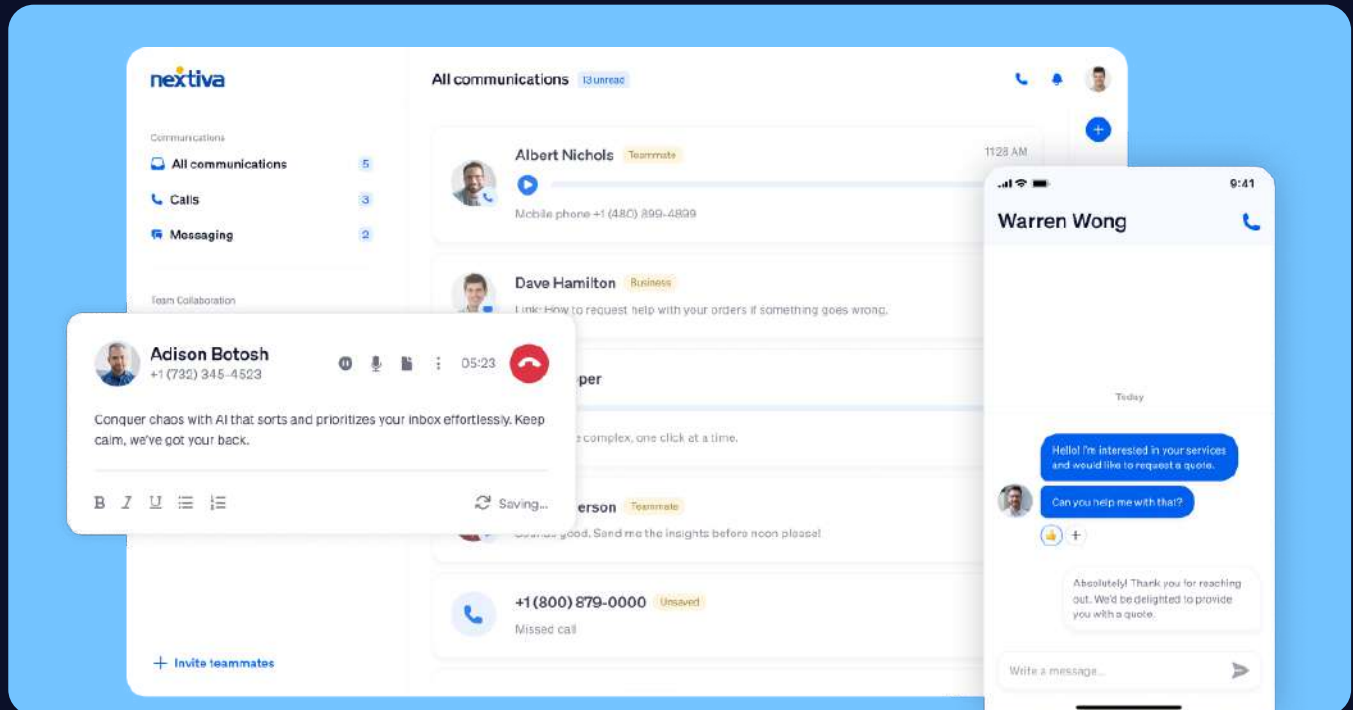 nextiva
Communications
All communications 5
Calls 3
Messaging 2
Team Collaboration
Invite teammates
All communications 13 unread
Albert Nichols Teammate
11:28 AM
Mobile phone +1 (480) 899-4899
Dave Hamilton Business
Link: How to request help with your orders if something goes wrong.
per
complex, one click at a time.
erson Teammate
good. Send me the insights before noon please!
+1 (800) 879-0000 Unsaved
Missed call
Adison Botosh
+1 (732) 345-4523
05:23
Conquer chaos with AI that sorts and prioritizes your inbox effortlessly. Keep
calm, we've got your back.
B I U
Saving...
9:41
Warren Wong
Today
Hello! I'm interested in your services
and would like to request a quote.
Can you help me with that?
Absolutely! Thank you for reaching
out. We'd be delighted to provide
you with a quote.
Write a message...